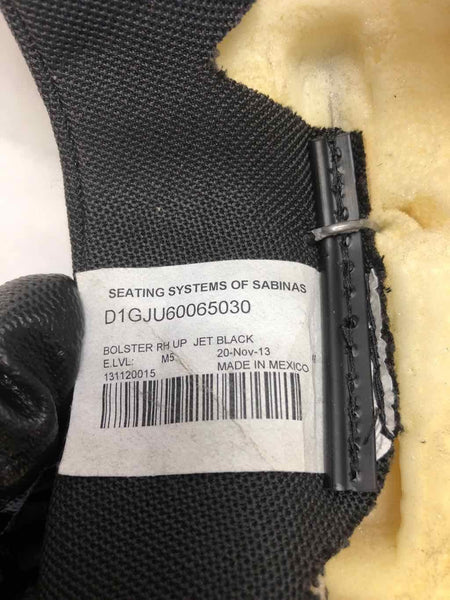 SEATING SYSTEMS OF SABINAS
D1GJU60065030
BOLSTER RH UP JET BLACK
E.LVL: M5 20-Nov-13
131120015 MADE IN MEXICO